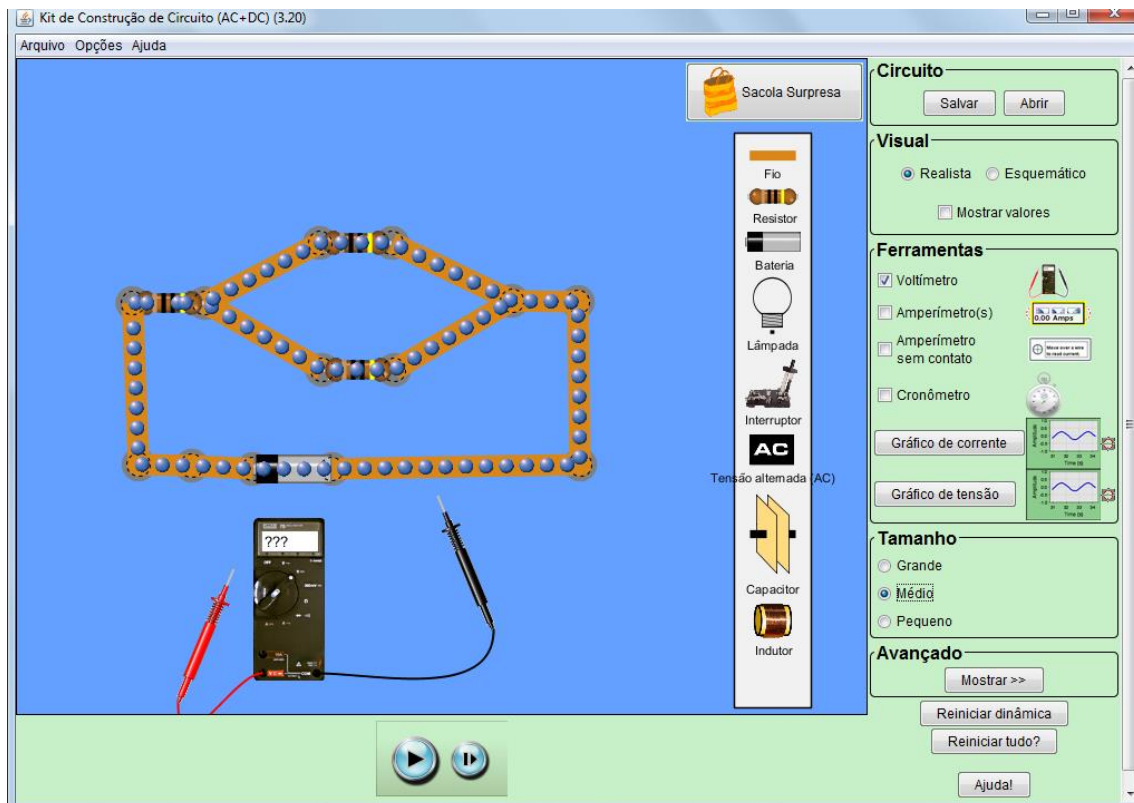 Kit de Construção de Circuito (AC+DC) (3.20)
Arquivo Opções Ajuda
Sacola Surpresa
Fio
Resistor
Bateria
Lâmpada
Interruptor
AC
Tensão alternada (AC)
Capacitor
Indutor
???
Circuito
Salvar Abrir
Visual
Realista Esquemático
Mostrar valores
Ferramentas
Voltímetro
Amperímetro(s)
0.00 Amps
Amperímetro
sem contato
Cronômetro
Gráfico de corrente
Gráfico de tensão
Tamanho
Grande
Médio
Pequeno
Avançado
Mostrar >>
Reiniciar dinâmica
Reiniciar tudo?
Ajuda!